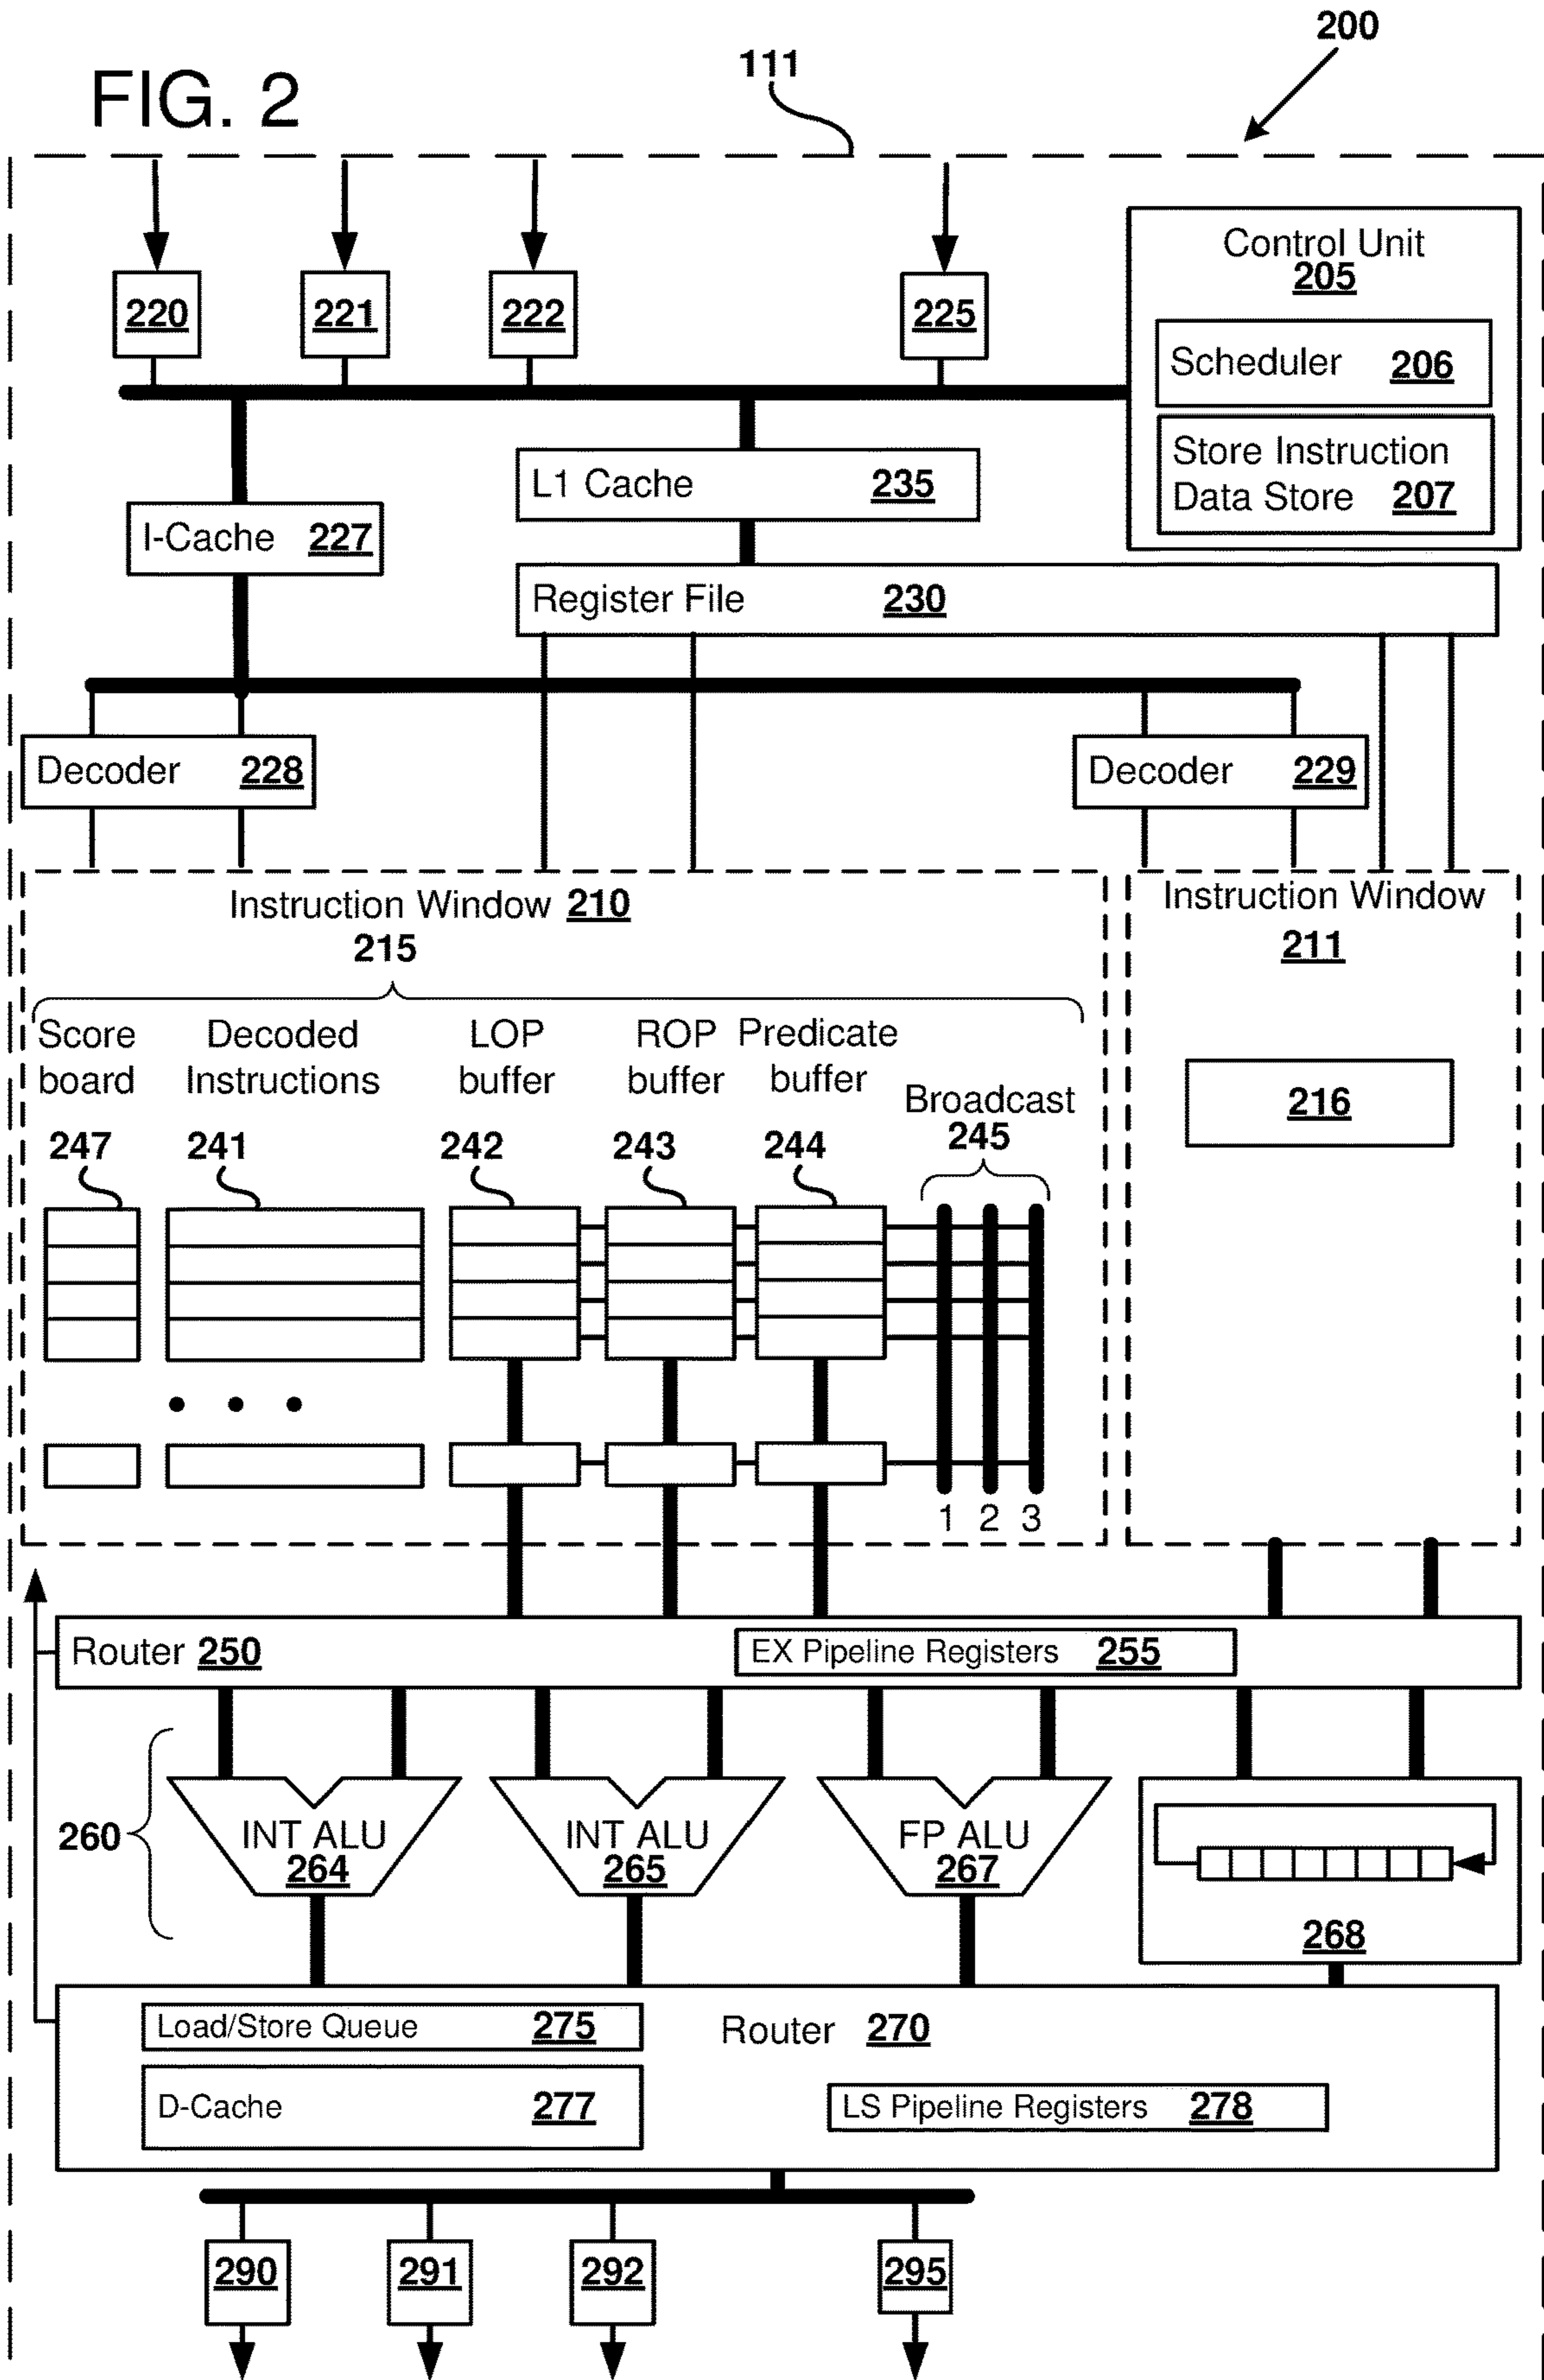 200
111
FIG. 2
220
221
222
225
Control Unit
205
Scheduler 206
Store Instruction
Data Store 207
L1 Cache 235
I-Cache 227
Register File 230
Decoder 228
Decoder 229
Instruction Window 210
Instruction Window
211
215
Score
board
Decoded
Instructions
LOP
buffer
ROP
buffer
Predicate
buffer
Broadcast
245
247
241
242
243
244
216
1 2 3
Router 250
EX Pipeline Registers 255
260
INT ALU
264
INT ALU
265
FP ALU
267
268
Load/Store Queue 275
Router 270
D-Cache 277
LS Pipeline Registers 278
290
291
292
295